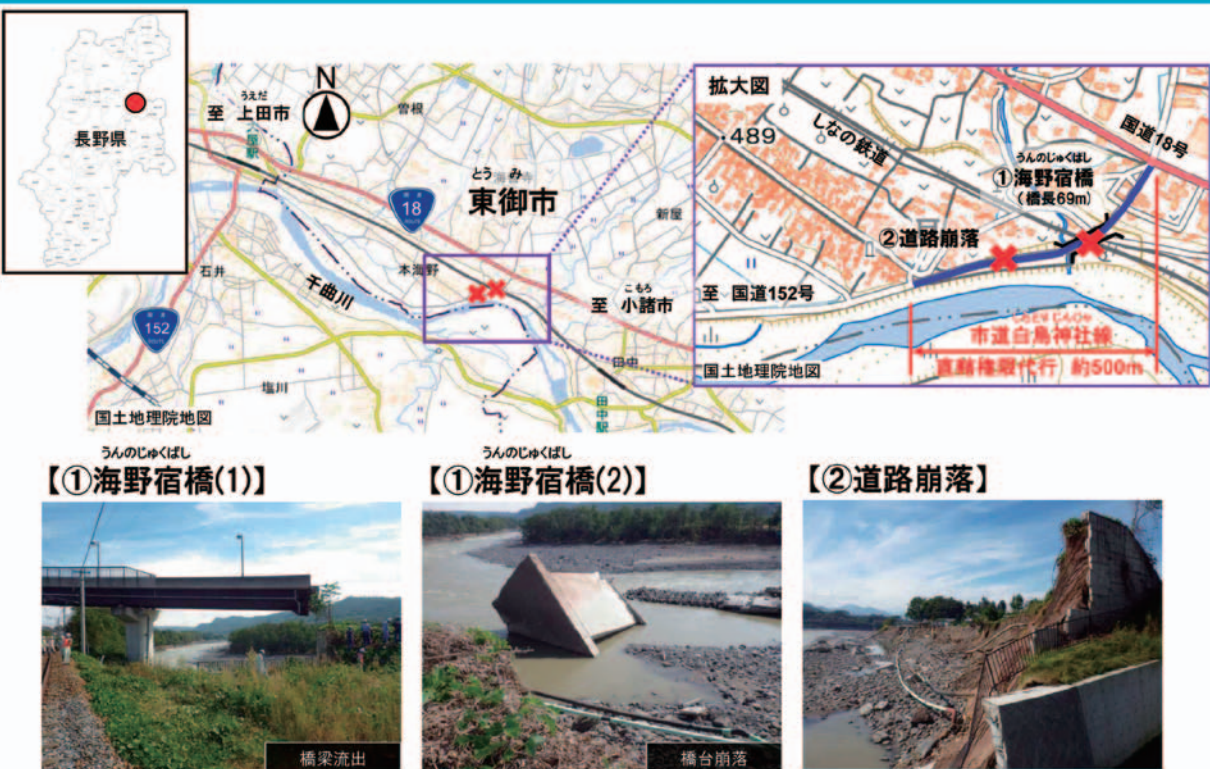 長野県
うえだ
至 上田市
N
曽根
とうみ
東御市
18
ROUTE
新屋
石井
本海野
千曲川
こもろ
至 小諸市
152
ROUTE
塩川
田中
田中駅
国土地理院地図
拡大図
489
しなの鉄道
国道18号
うんのじゅくばし
①海野宿橋
(橋長69m)
②道路崩落
至 国道152号
市道白鳥神社線
直轄権限代行 約500m
国土地理院地図
うんのじゅくばし
【①海野宿橋(1)】
うんのじゅくばし
【①海野宿橋(2)】
【②道路崩落】
橋梁流出
橋台崩落